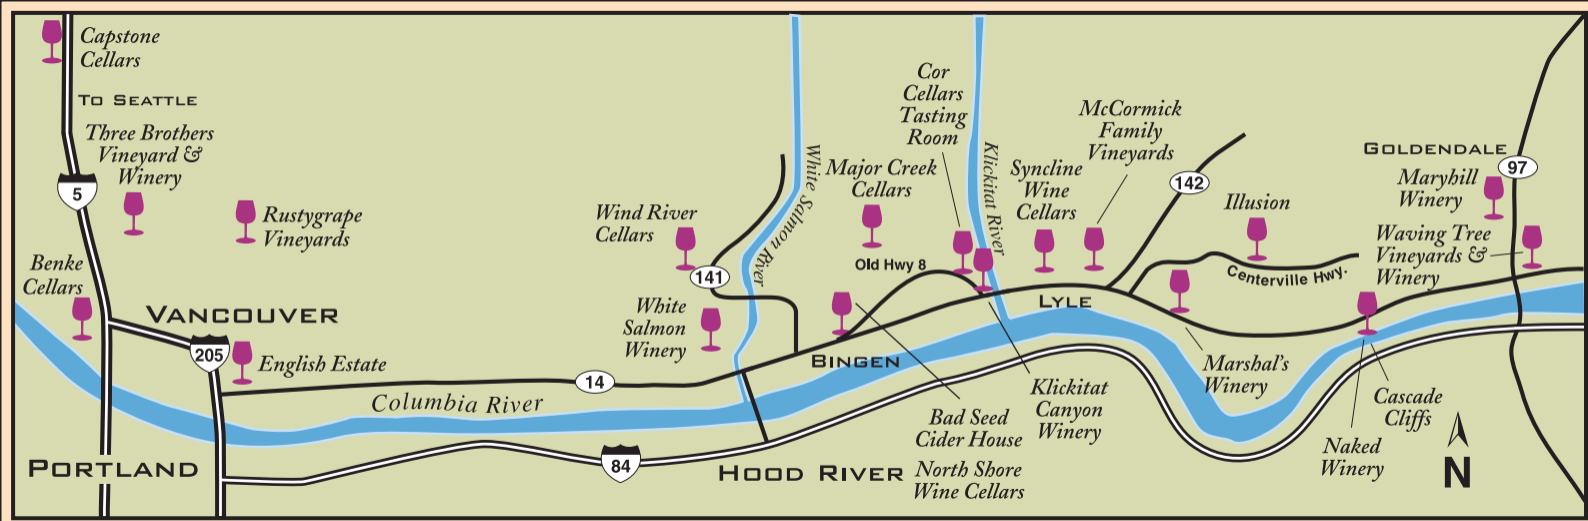 Capstone
Cellars
To Seattle
Three Brothers
Vineyard &
Winery
5
Rustygrape
Vineyards
Benke
Cellars
Vancouver
205
English Estate
Portland
Columbia River
14
84
Wind River
Cellars
141
White
Salmon
Winery
White Salmon River
Major Creek
Cellars
Old Hwy 8
Cor
Cellars
Tasting
Room
Klickitat River
Syncline
Wine
Cellars
McCormick
Family
Vineyards
142
Illusion
Centerville Hwy.
Goldendale
97
Maryhill
Winery
Waving Tree
Vineyards &
Winery
Lyle
Bingen
Hood River
Bad Seed
Cider House
North Shore
Wine Cellars
Klickitat
Canyon
Winery
Marshal's
Winery
Cascade
Cliffs
Naked
Winery
N